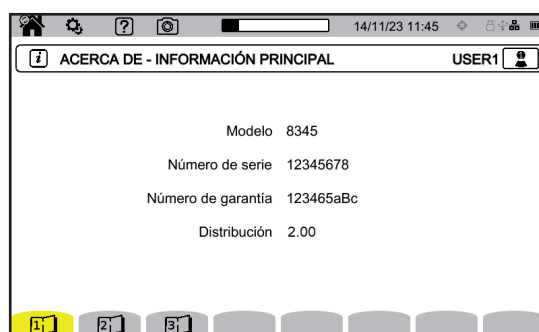 ? 14/11/23 11:45
i ACERCA DE - INFORMACIÓN PRINCIPAL USER1
Modelo 8345
Número de serie 12345678
Número de garantía 123465aBc
Distribución 2.00
1 2 3